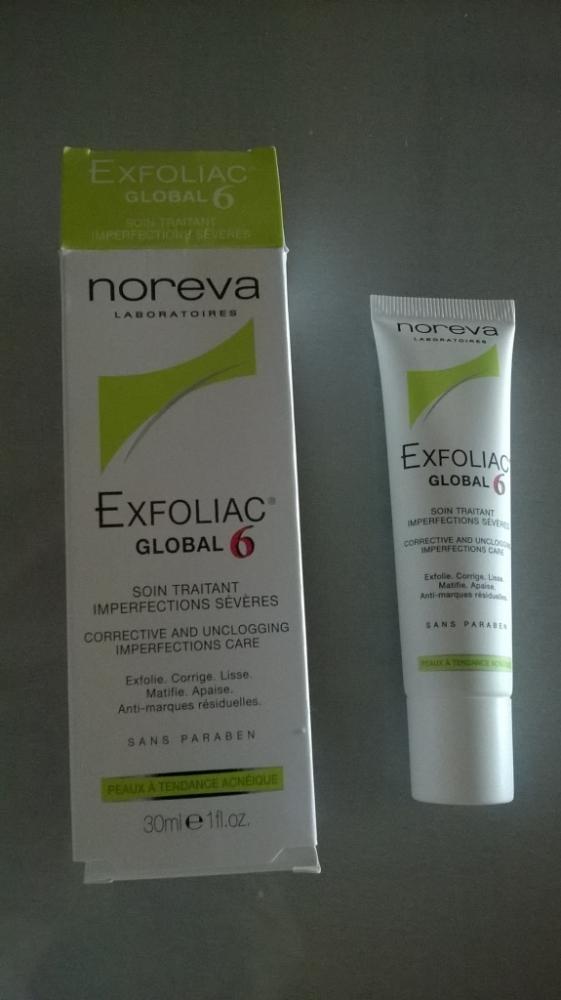 EXFOLIAC®
GLOBAL 6
SOIN TRAITANT
IMPERFECTIONS SÉVÈRES
noreva
LABORATOIRES
EXFOLIAC®
GLOBAL 6
SOIN TRAITANT
IMPERFECTIONS SÉVÈRES
CORRECTIVE AND UNCLOGGING
IMPERFECTIONS CARE
Exfolie. Corrige. Lisse.
Matifie. Apaise.
Anti-marques résiduelles.
SANS PARABEN
PEAUX À TENDANCE ACNÉIQUE
30ml e 1fl.oz.
noreva
LABORATOIRES
EXFOLIAC
GLOBAL 6
SOIN TRAITANT
IMPERFECTIONS SÉVÈRES
CORRECTIVE AND UNCLOGGING
IMPERFECTIONS CARE
Exfolie. Corrige. Lisse.
Matifie. Apaise.
Anti-marques résiduelles.
SANS PARABEN
PEAUX À TENDANCE ACNÉIQUE